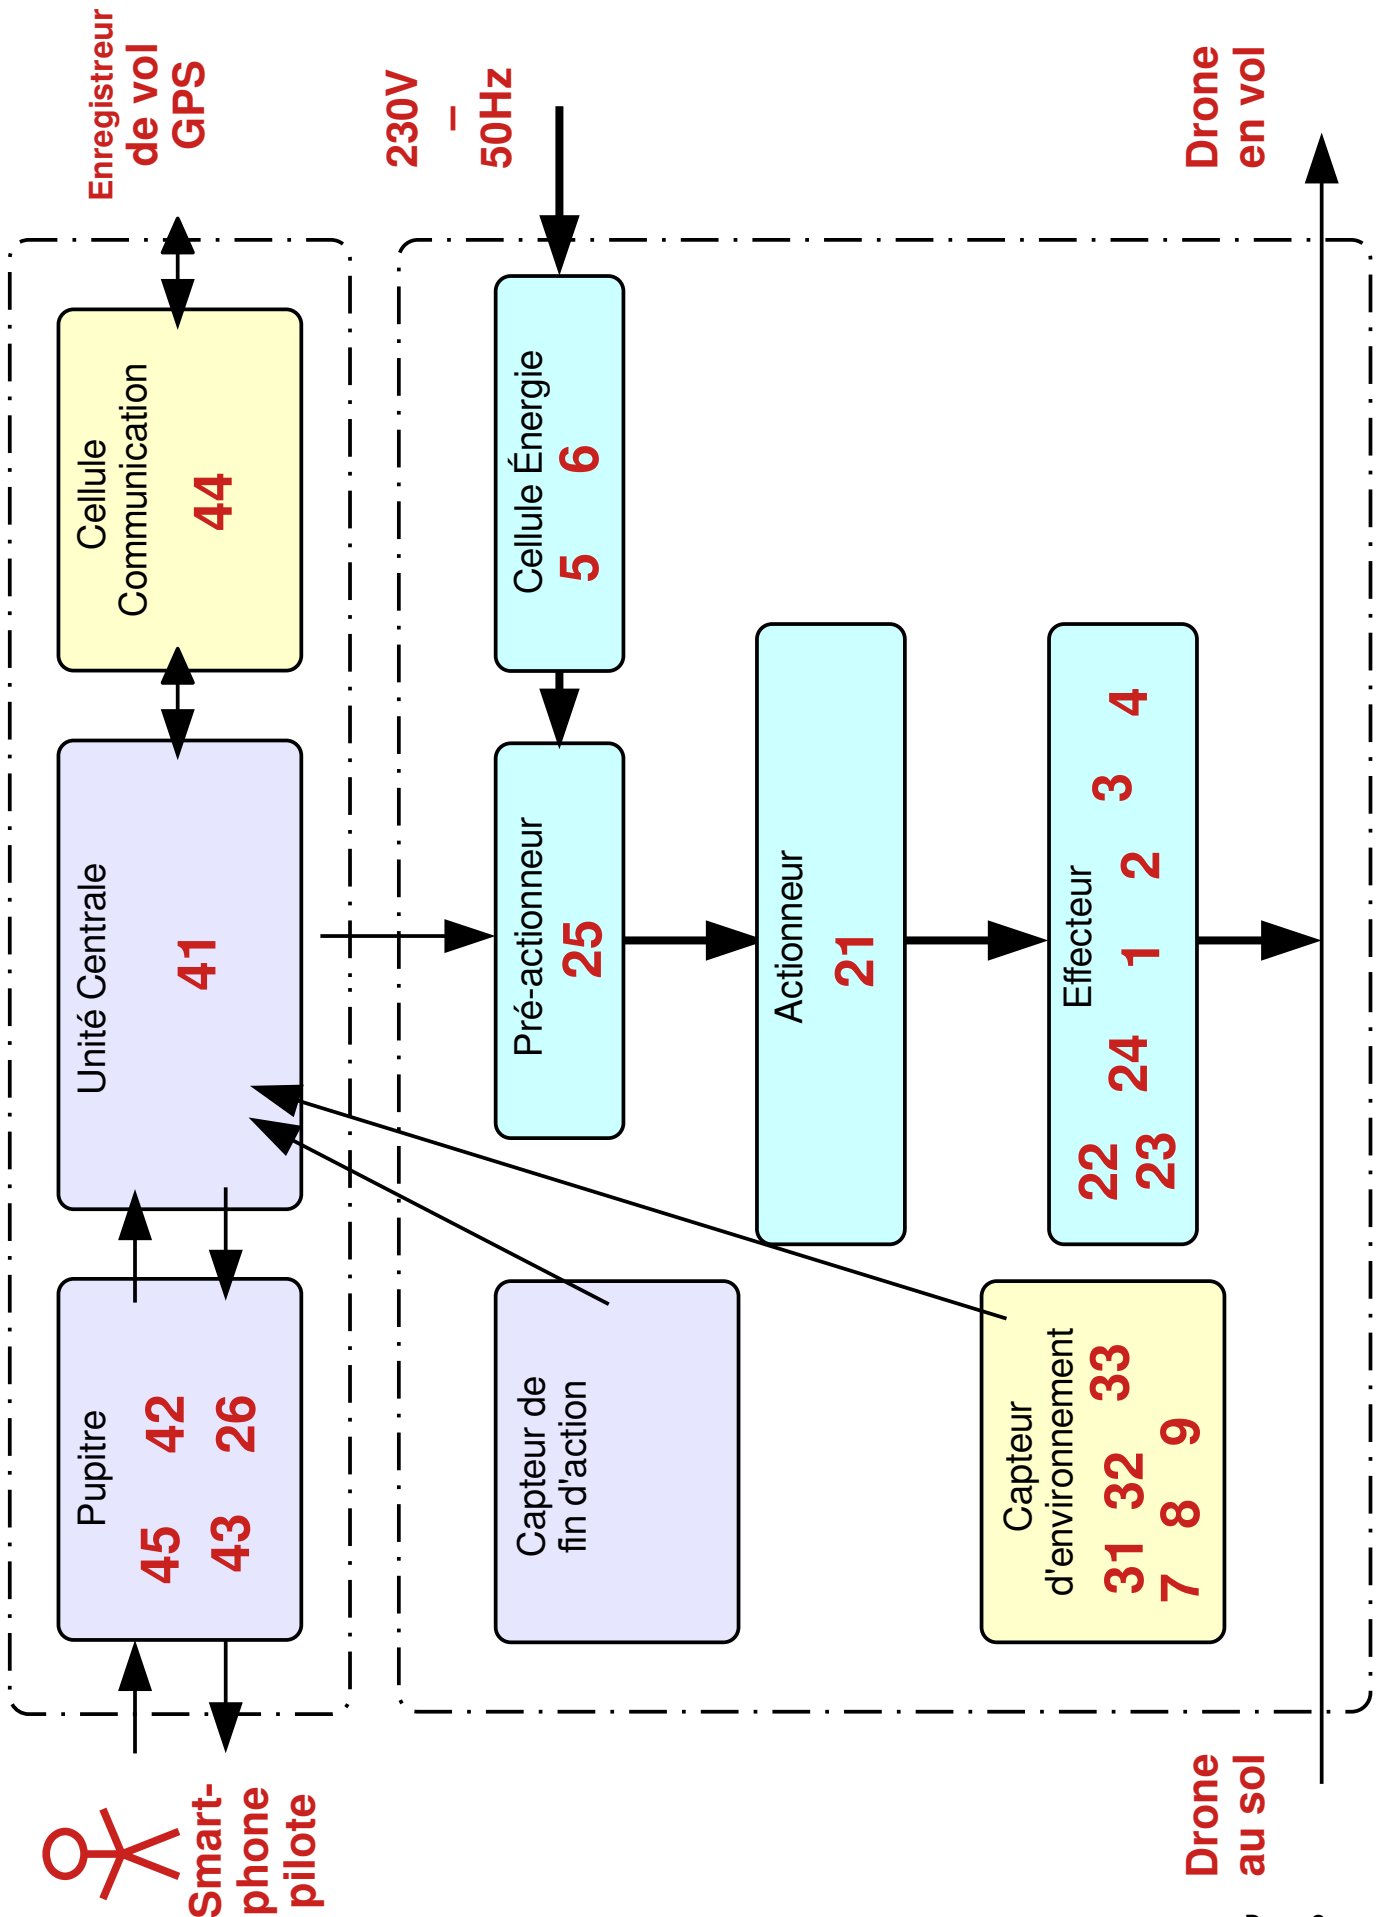 Smart-
phone
pilote
Pupitre
45 42
43 26
Unité Centrale
41
Cellule
Communication
44
Enregistreur
de vol
GPS
230V
–
50Hz
Capteur de
fin d'action
Pré-actionneur
25
Cellule Énergie
5 6
Actionneur
21
Capteur
d'environnement
31 32 33
7 8 9
Effecteur
22 24 1 2 3 4
23
Drone
au sol
Drone
en vol